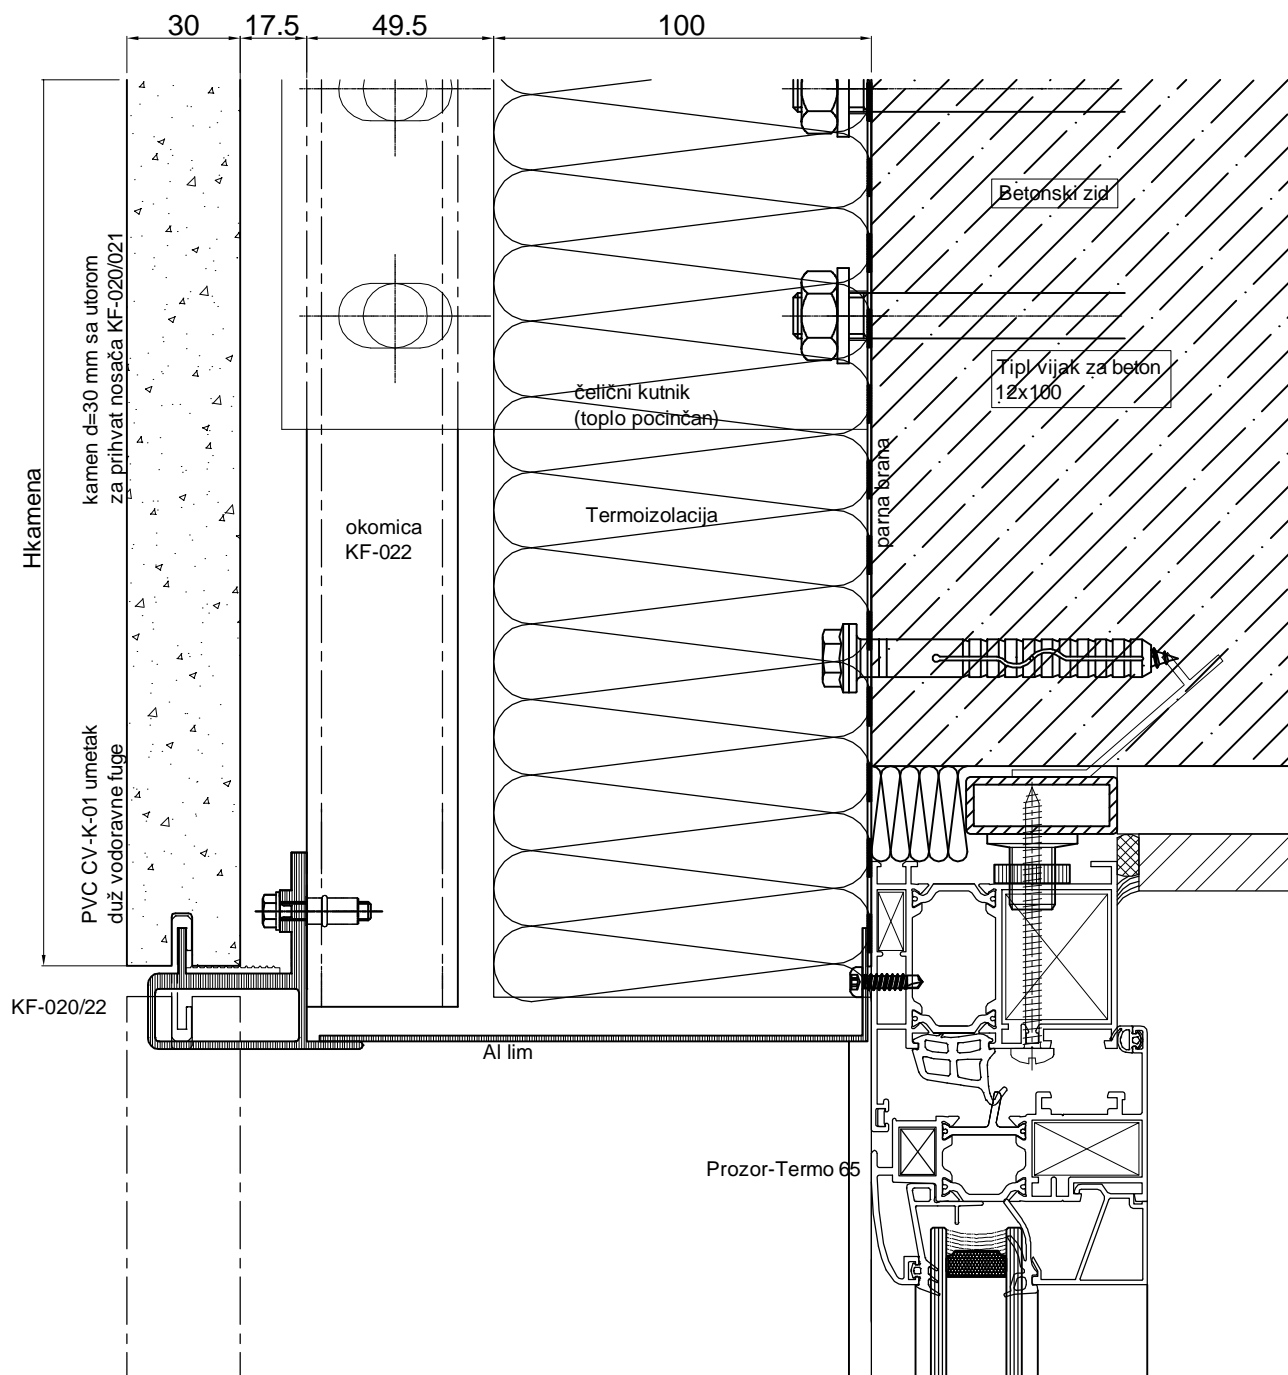 30
17.5
49.5
100
Betonski zid
kamen d=30 mm sa utorom
za prihvat nosača KF-020/021
Tipl vijak za beton
12x100
čelični kutnik
(toplo pocinčan)
parna brana
Hkamena
Termoizolacija
okomica
KF-022
PVC CV-K-01 umetak
duž vodoravne fuge
KF-020/22
Al lim
Prozor-Termo 65